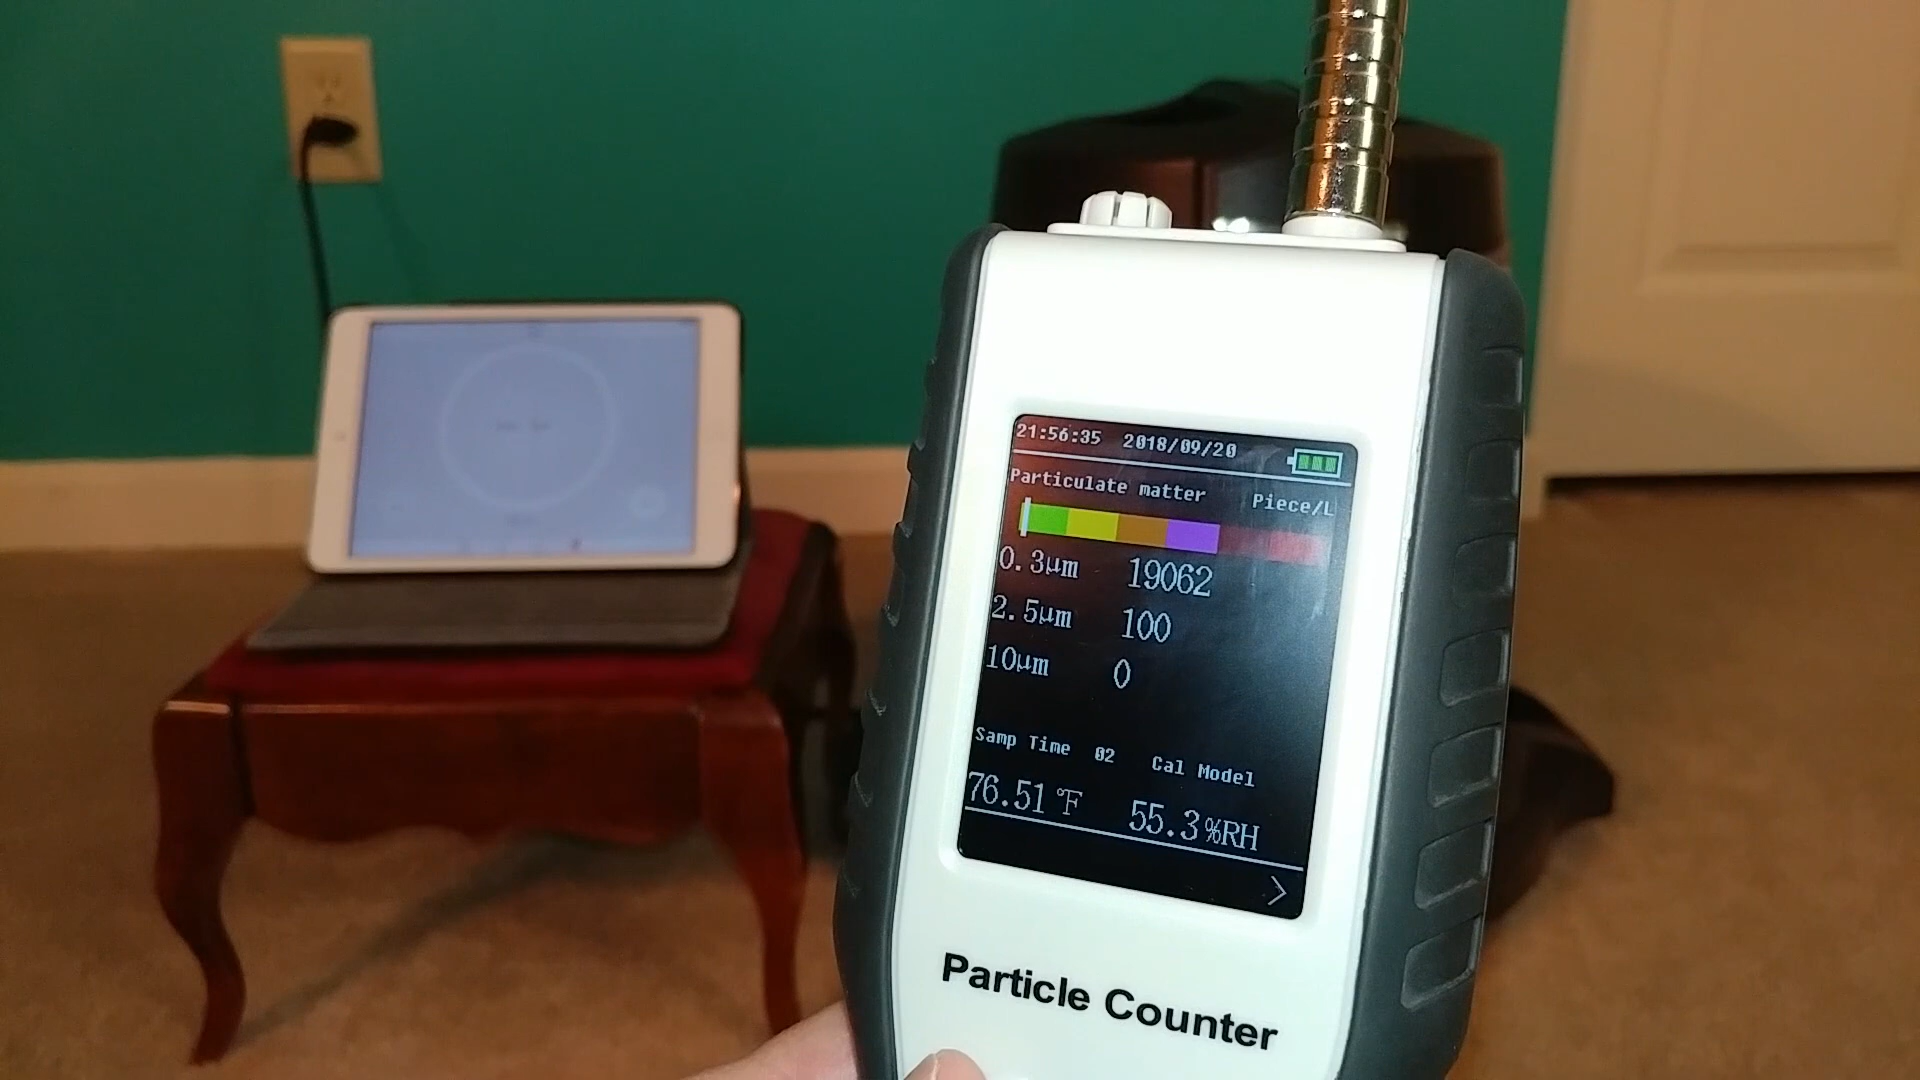 21:56:35 2018/09/20
Particulate matter Piece/L
0.3μm 19062
2.5μm 100
10μm 0
Samp Time 02 Cal Model
76.51 ℉ 55.3 %RH
>
Particle Counter